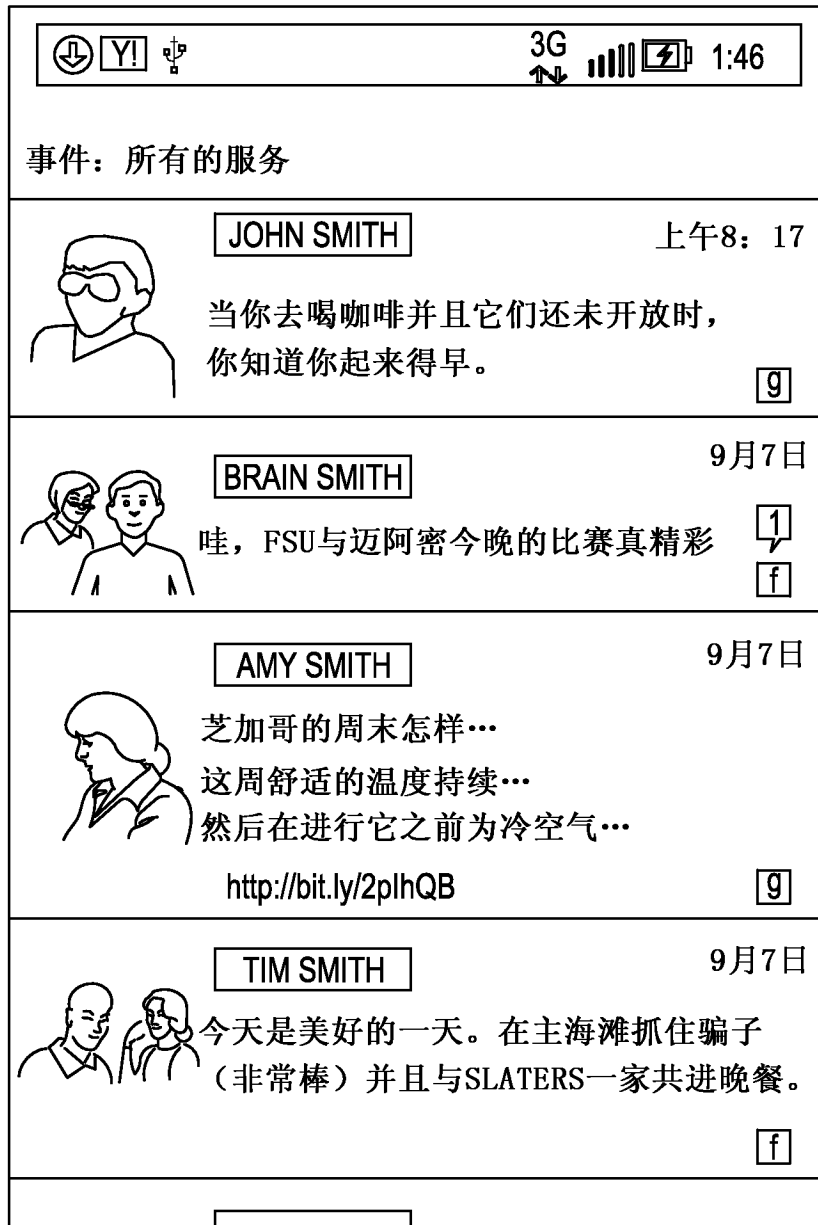 Y! 3G 1:46
事件：所有的服务
JOHN SMITH 上午8：17
当你去喝咖啡并且它们还未开放时，
你知道你起来得早。
g
9月7日
BRAIN SMITH
1
哇，FSU与迈阿密今晚的比赛真精彩
f
AMY SMITH 9月7日
芝加哥的周末怎样…
这周舒适的温度持续…
然后在进行它之前为冷空气…
http://bit.ly/2plhQB g
TIM SMITH 9月7日
今天是美好的一天。在主海滩抓住骗子
（非常棒）并且与SLATERS一家共进晚餐。
f